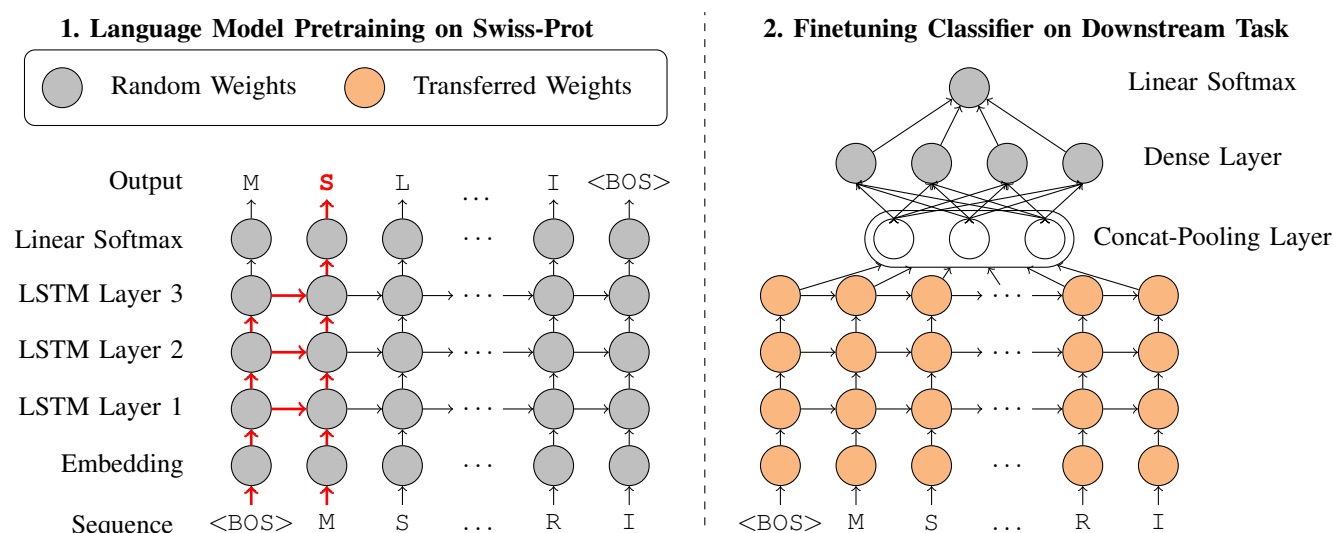 1. Language Model Pretraining on Swiss-Prot
Random Weights Transferred Weights
Output M S L ... I <BOS>
Linear Softmax ...
LSTM Layer 3 ...
LSTM Layer 2 ...
LSTM Layer 1 ...
Embedding ...
Sequence <BOS> M S ... R I
2. Finetuning Classifier on Downstream Task
Linear Softmax
Dense Layer
Concat-Pooling Layer
...
...
...
...
<BOS> M S ... R I